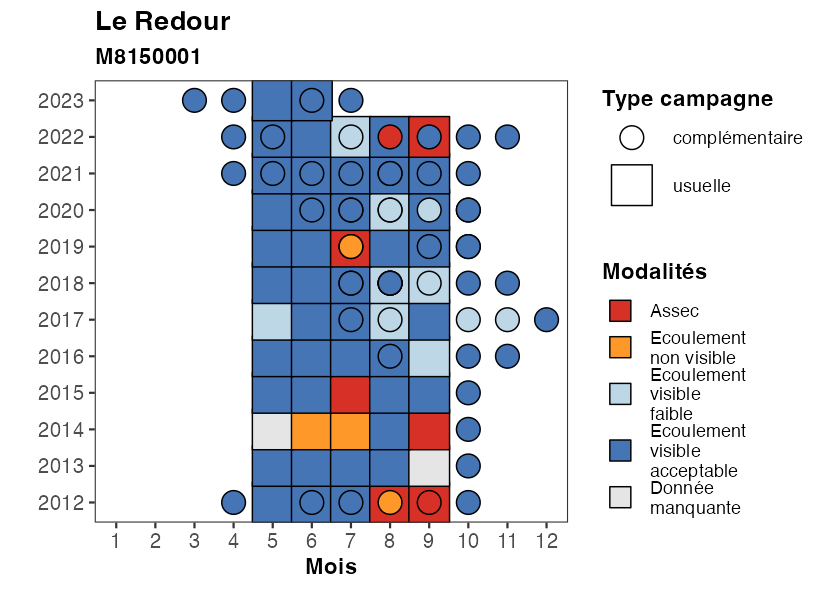 Le Redour
M8150001
2023
2022
2021
2020
2019
2018
2017
2016
2015
2014
2013
2012
1 2 3 4 5 6 7 8 9 10 11 12
Mois
Type campagne
complémentaire
usuelle
Modalités
Assec
Ecoulement
non visible
Ecoulement
visible
faible
Ecoulement
visible
acceptable
Donnée
manquante